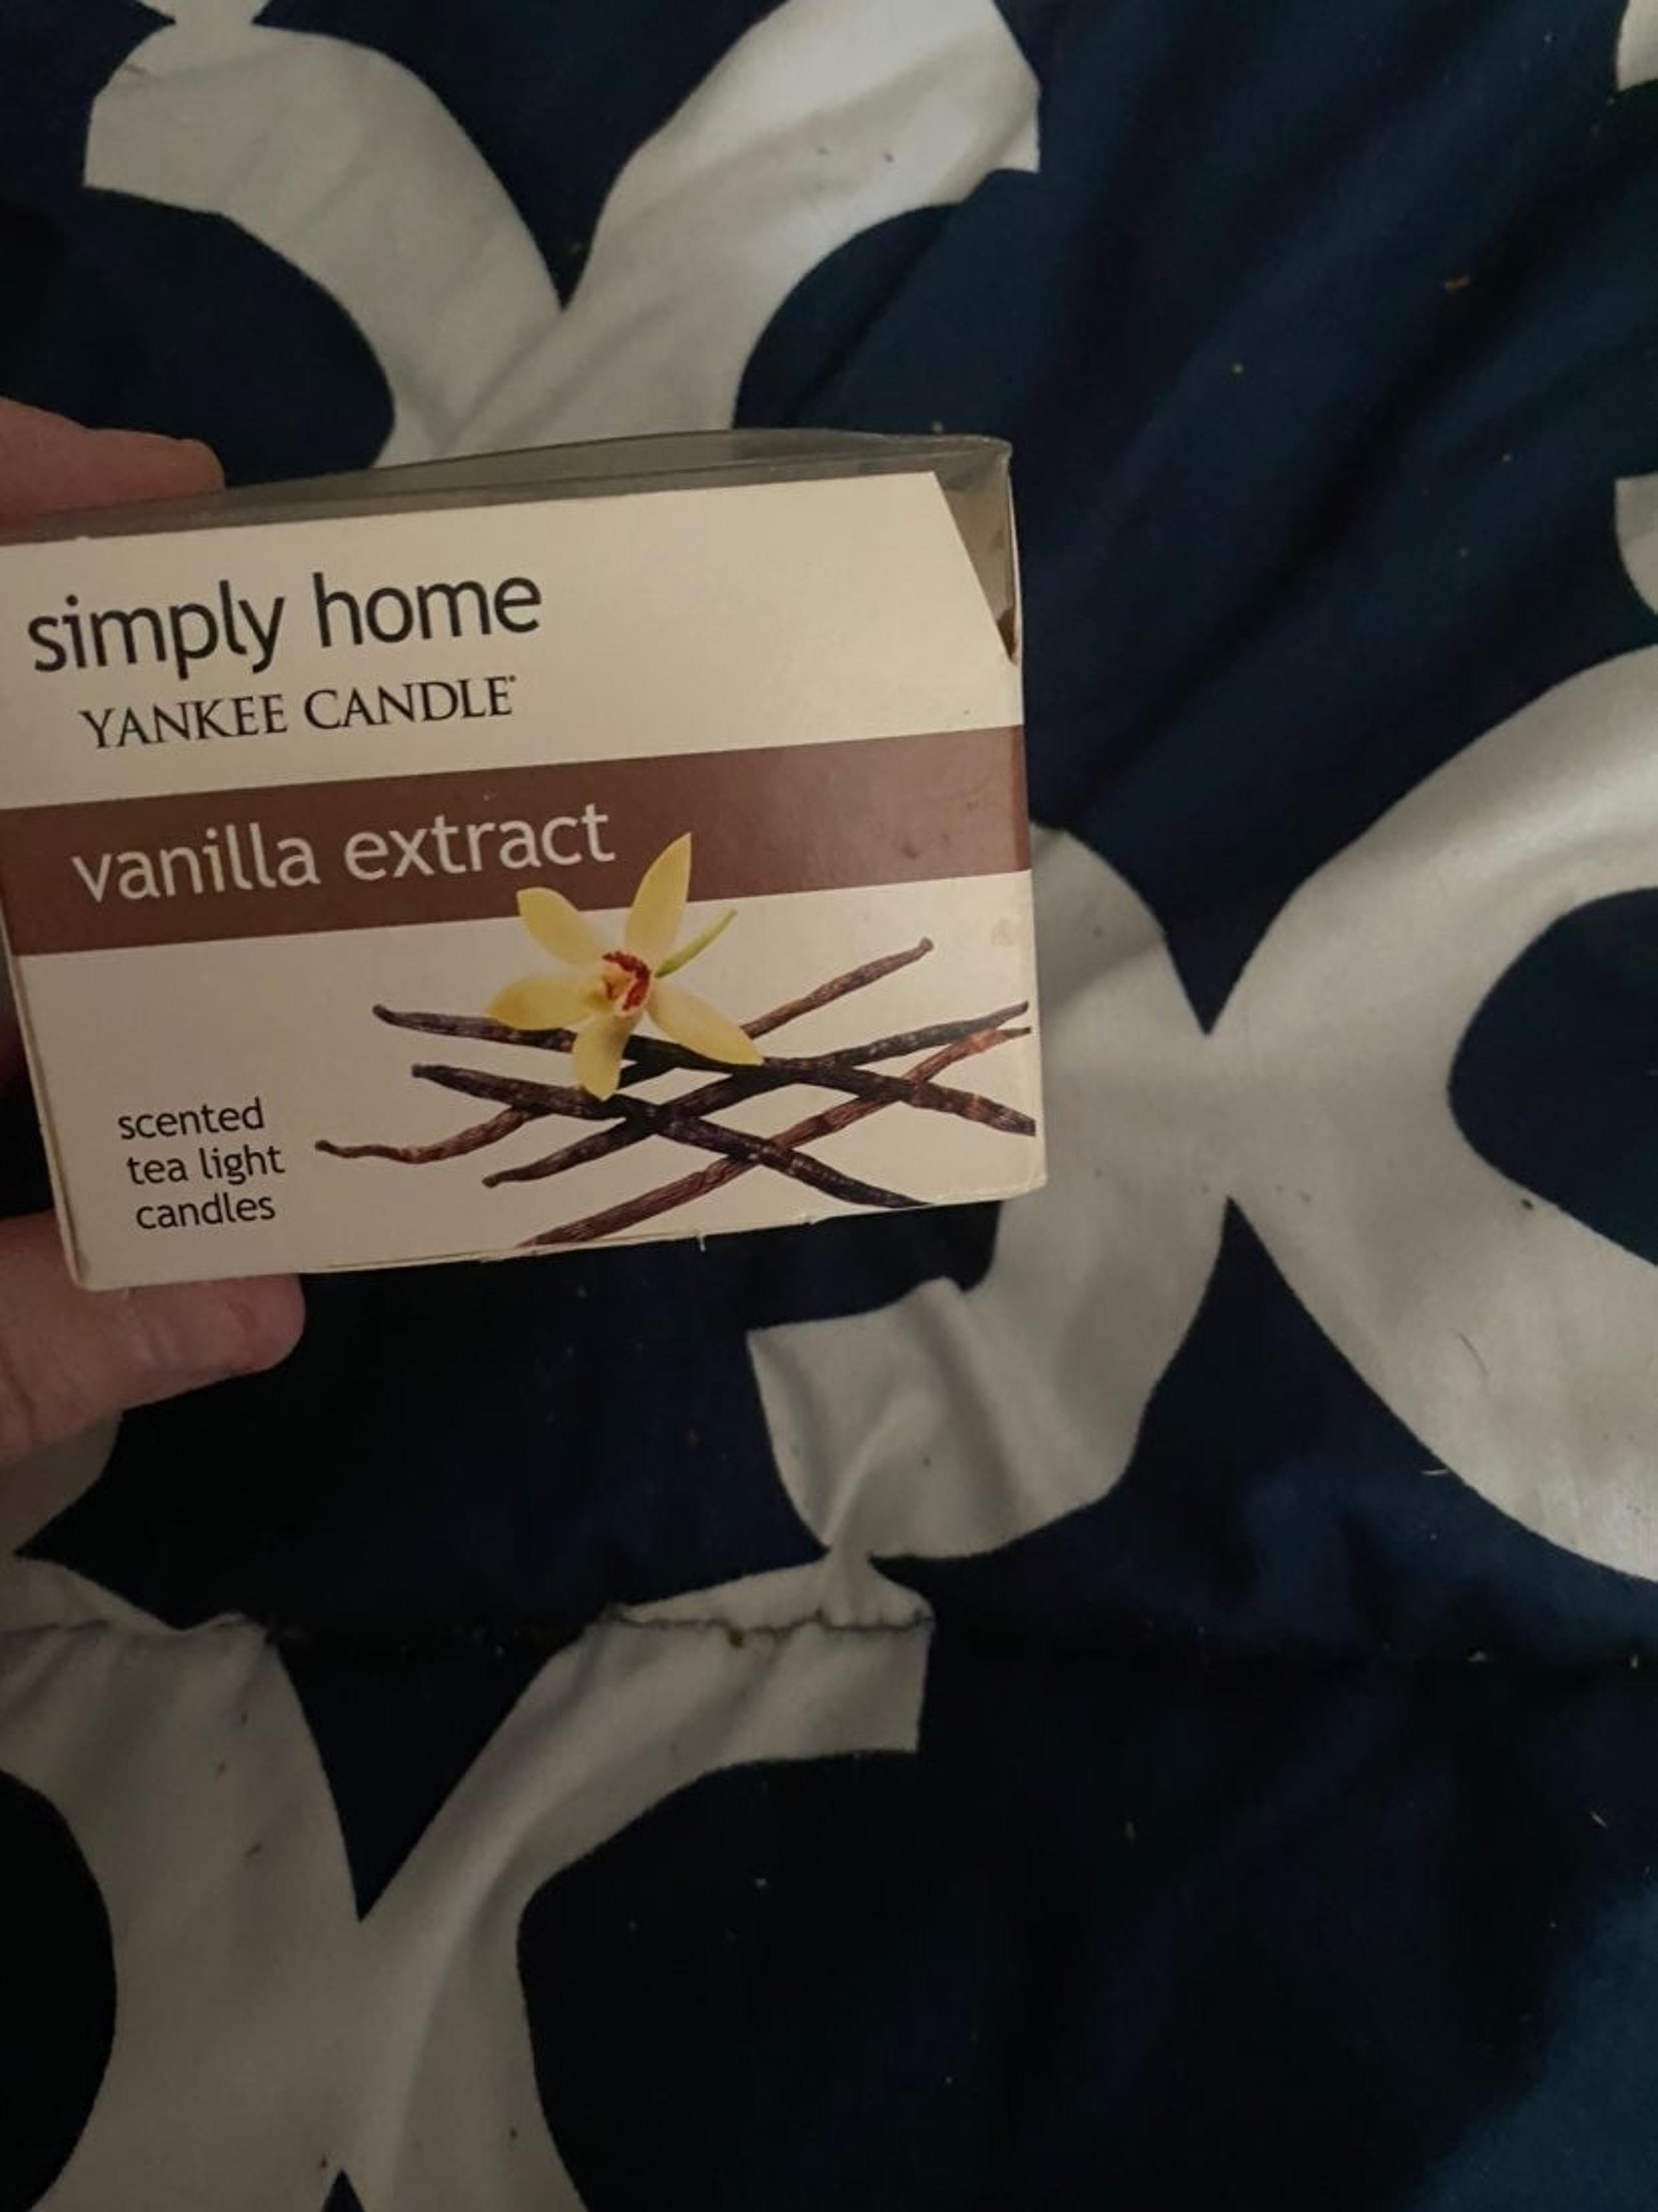 simply home
YANKEE CANDLE®
vanilla extract
scented
tea light
candles